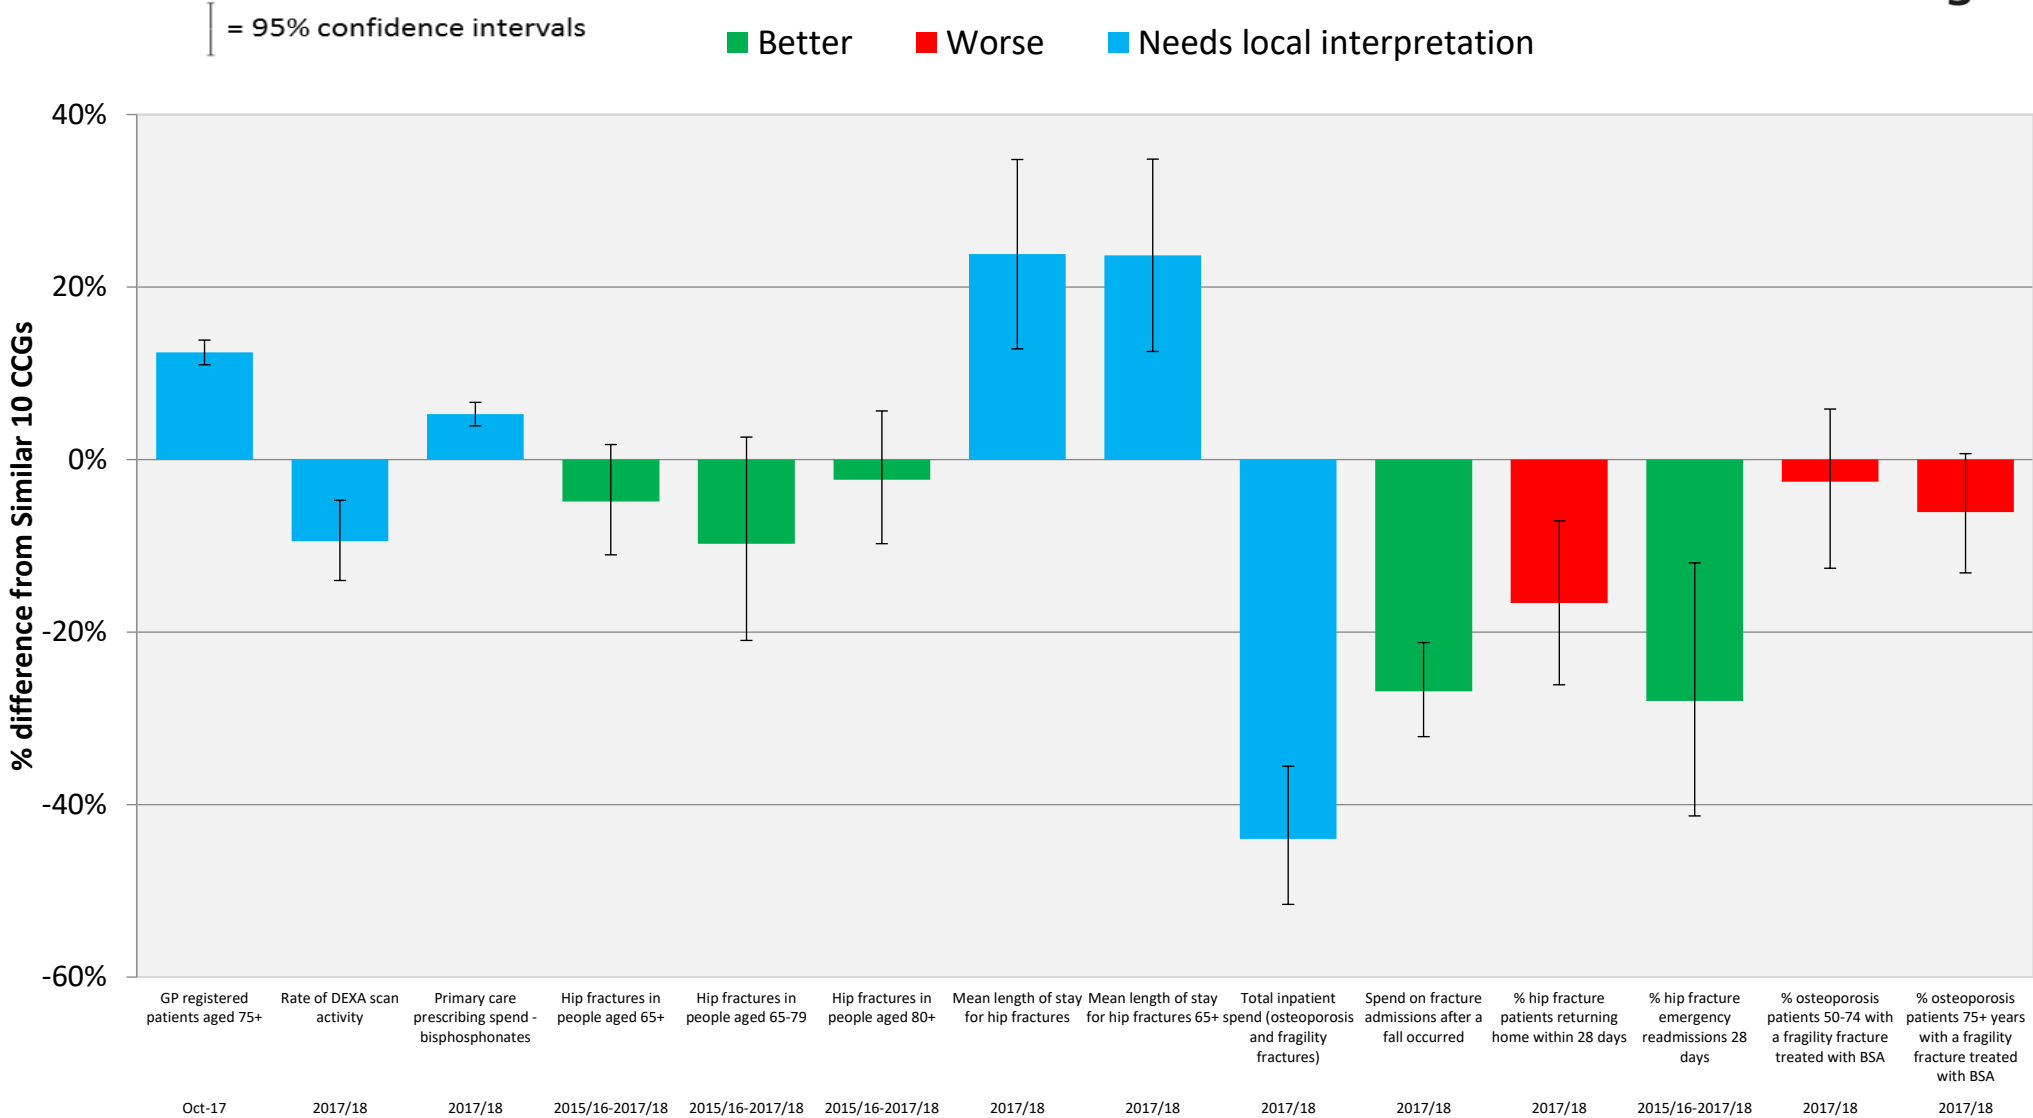 = 95% confidence intervals
Better
Worse
Needs local interpretation
% difference from Similar 10 CCGs
40%
20%
0%
-20%
-40%
-60%
GP registered
patients aged 75+
Oct-17
Rate of DEXA scan
activity
2017/18
Primary care
prescribing spend -
bisphosphonates
2017/18
Hip fractures in
people aged 65+
2015/16-2017/18
Hip fractures in
people aged 65-79
2015/16-2017/18
Hip fractures in
people aged 80+
2015/16-2017/18
Mean length of stay
for hip fractures
2017/18
Mean length of stay
for hip fractures 65+
2017/18
Total inpatient
spend (osteoporosis
and fragility
fractures)
2017/18
Spend on fracture
admissions after a
fall occurred
2017/18
% hip fracture
patients returning
home within 28 days
2017/18
% hip fracture
emergency
readmissions 28
days
2015/16-2017/18
% osteoporosis
patients 50-74 with
a fragility fracture
treated with BSA
2017/18
% osteoporosis
patients 75+ years
with a fragility
fracture treated
with BSA
2017/18